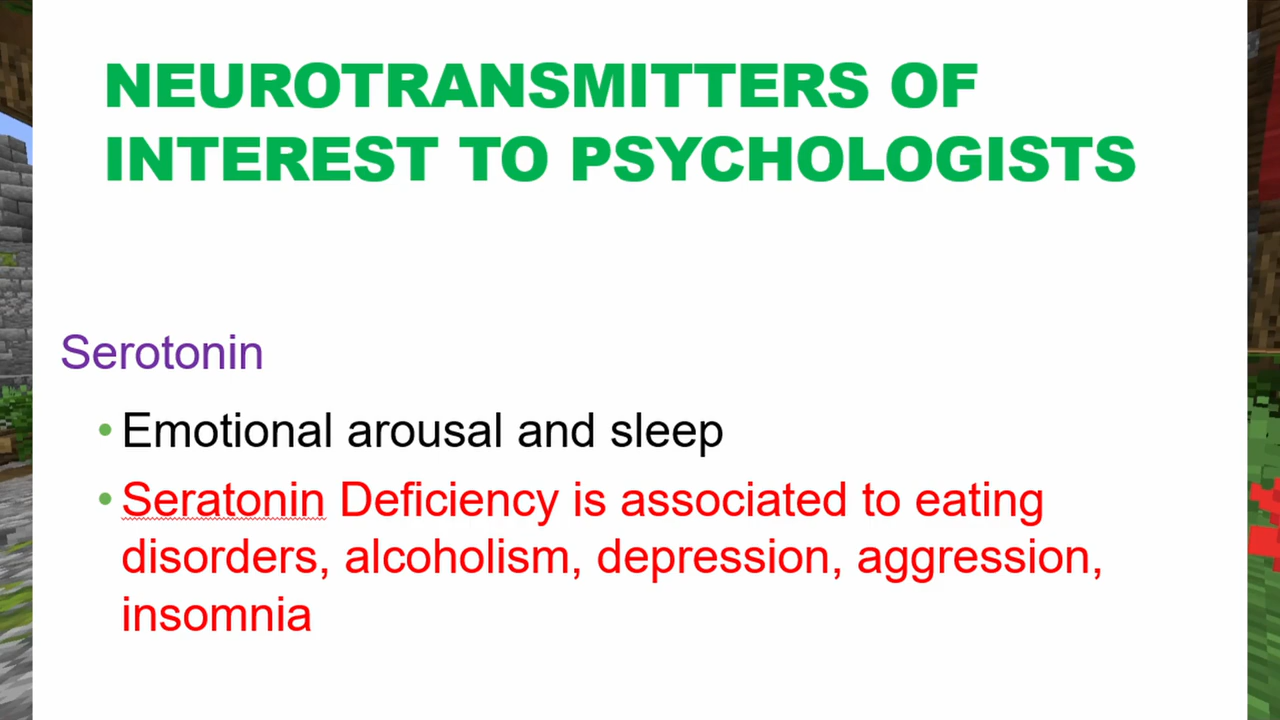 NEUROTRANSMITTERS OF
INTEREST TO PSYCHOLOGISTS
Serotonin
• Emotional arousal and sleep
• Seratonin Deficiency is associated to eating
disorders, alcoholism, depression, aggression,
insomnia